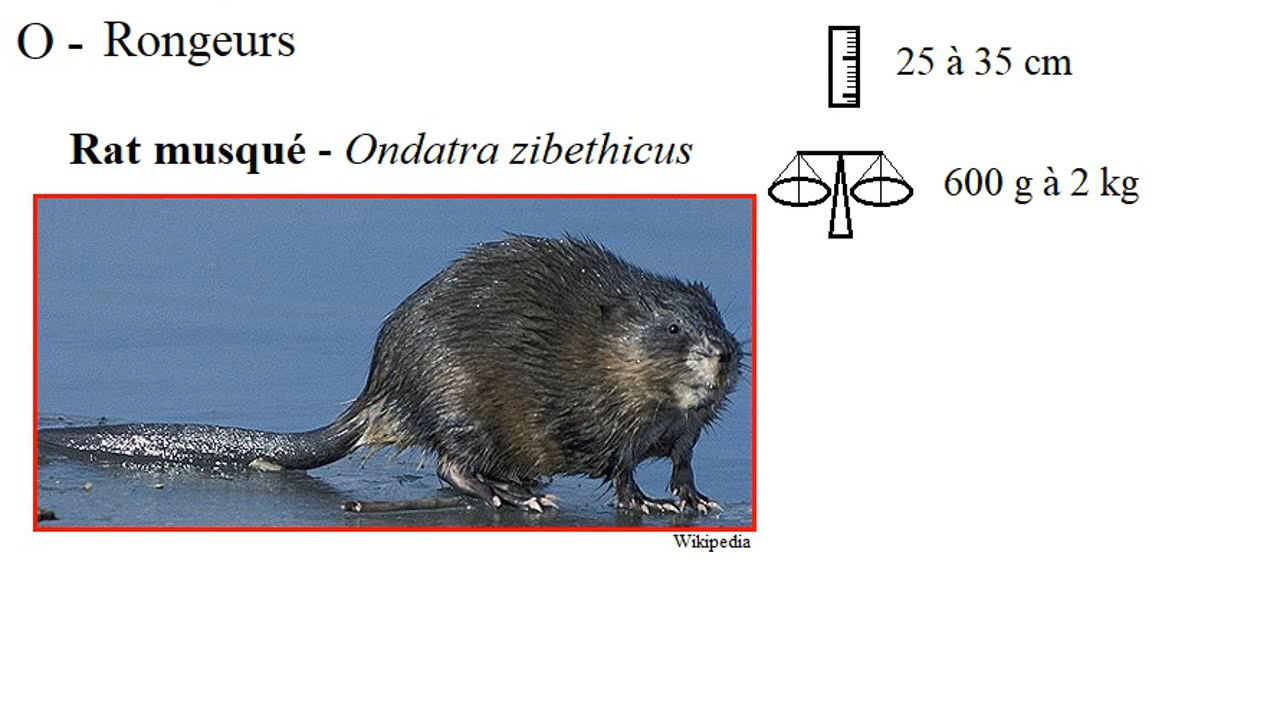 O - Rongeurs
25 à 35 cm
Rat musqué - Ondatra zibethicus
600 g à 2 kg
Wikipedia